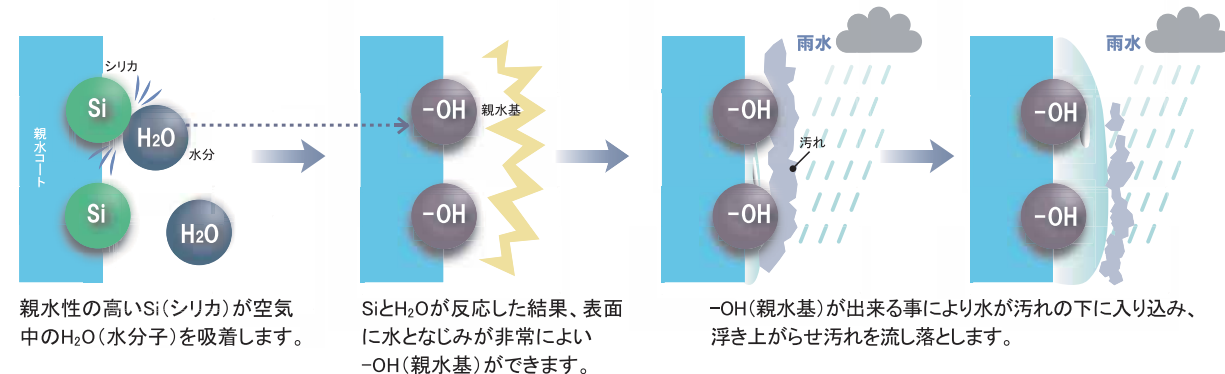 シリカ
Si
H₂O
水分
親水コート
Si
H₂O
親水性の高いSi（シリカ）が空気
中のH₂O（水分子）を吸着します。
-OH
親水基
-OH
SiとH₂Oが反応した結果、表面
に水となじみが非常によい
-OH（親水基）ができます。
雨水
-OH
汚れ
-OH
雨水
-OH
-OH
-OH（親水基）が出来る事により水が汚れの下に入り込み、
浮き上がらせ汚れを流し落とします。